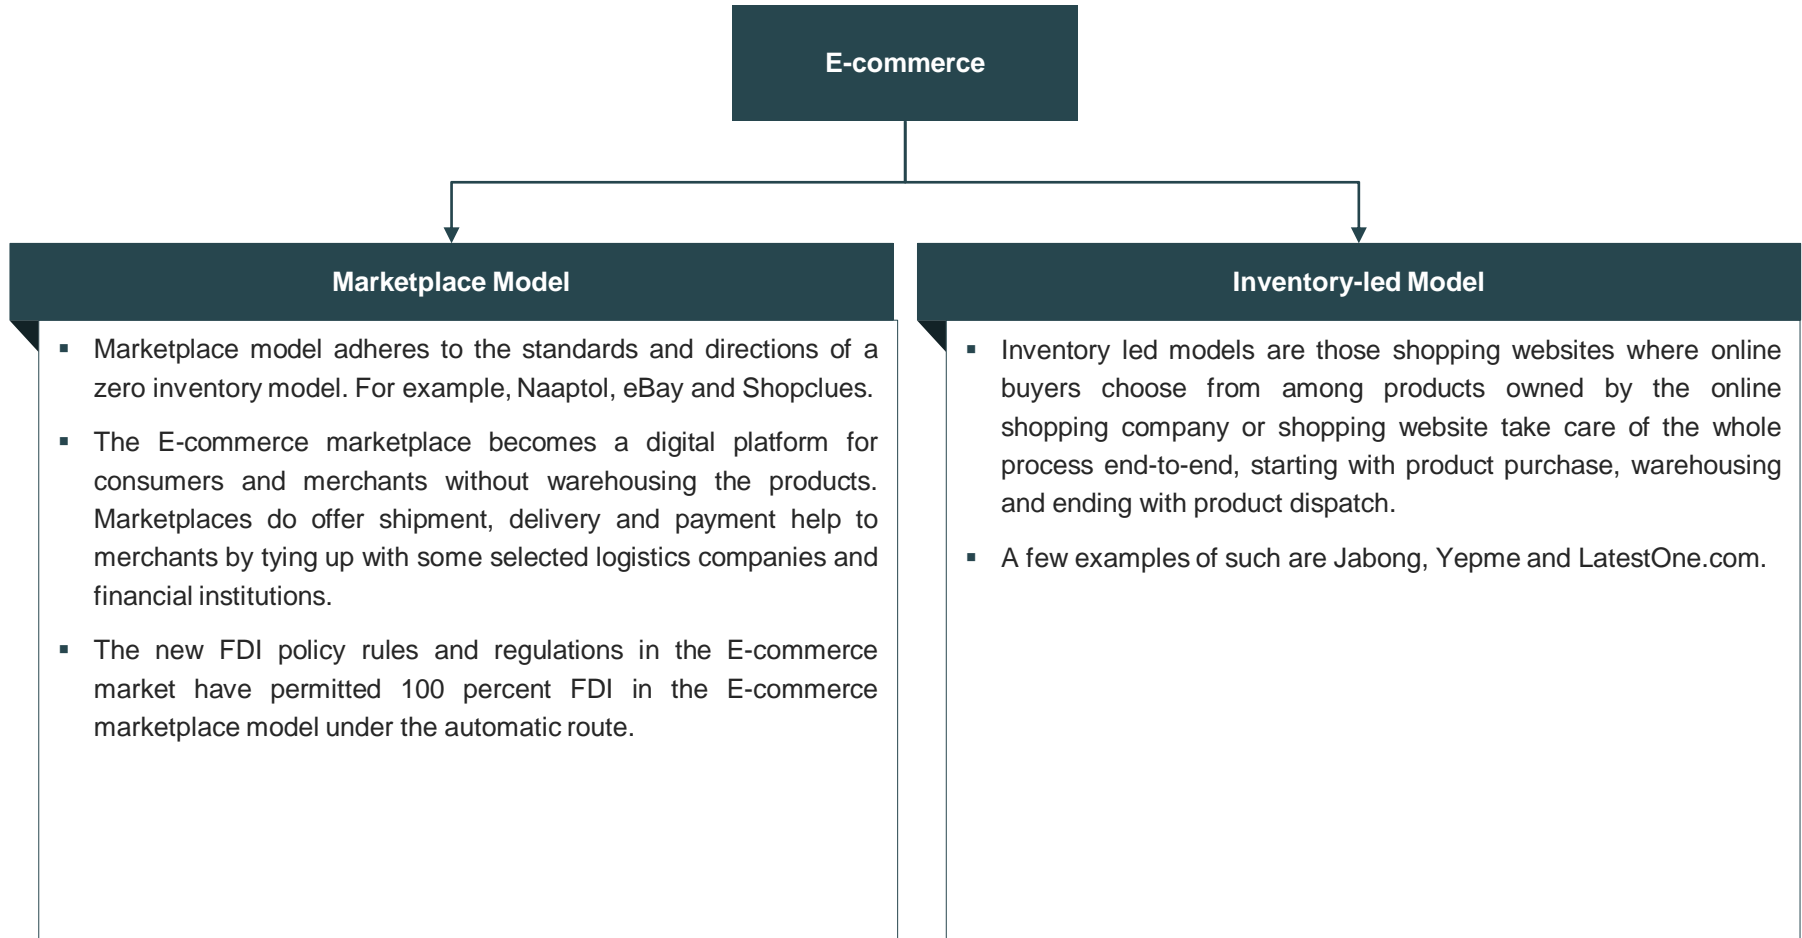 E-commerce
Marketplace Model
▪ Marketplace model adheres to the standards and directions of a
zero inventory model. For example, Naaptol, eBay and Shopclues.
▪ The E-commerce marketplace becomes a digital platform for
consumers and merchants without warehousing the products.
Marketplaces do offer shipment, delivery and payment help to
merchants by tying up with some selected logistics companies and
financial institutions.
▪ The new FDI policy rules and regulations in the E-commerce
market have permitted 100 percent FDI in the E-commerce
marketplace model under the automatic route.
Inventory-led Model
▪ Inventory led models are those shopping websites where online
buyers choose from among products owned by the online
shopping company or shopping website take care of the whole
process end-to-end, starting with product purchase, warehousing
and ending with product dispatch.
▪ A few examples of such are Jabong, Yepme and LatestOne.com.